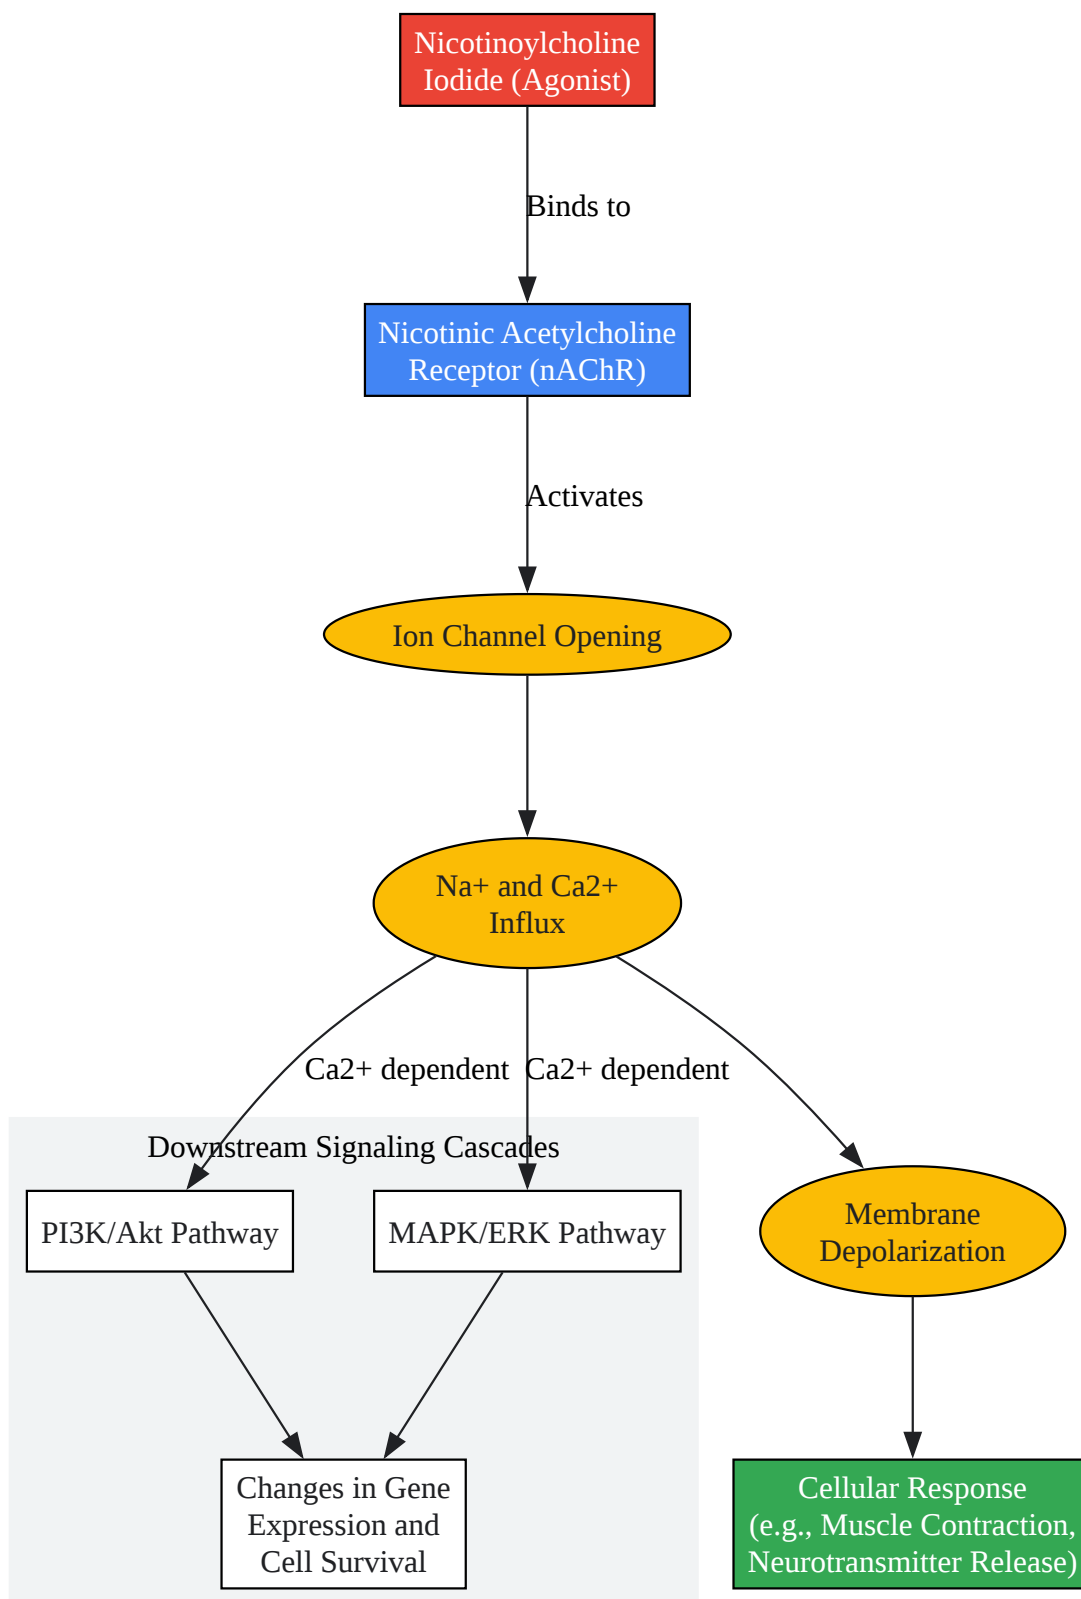 Nicotinoylcholine
Iodide (Agonist)
Binds to
Nicotinic Acetylcholine
Receptor (nAChR)
Activates
Ion Channel Opening
Na+ and Ca2+
Influx
Ca2+ dependent
Ca2+ dependent
Downstream Signaling Cascades
PI3K/Akt Pathway
MAPK/ERK Pathway
Membrane
Depolarization
Changes in Gene
Expression and
Cell Survival
Cellular Response
(e.g., Muscle Contraction,
Neurotransmitter Release)